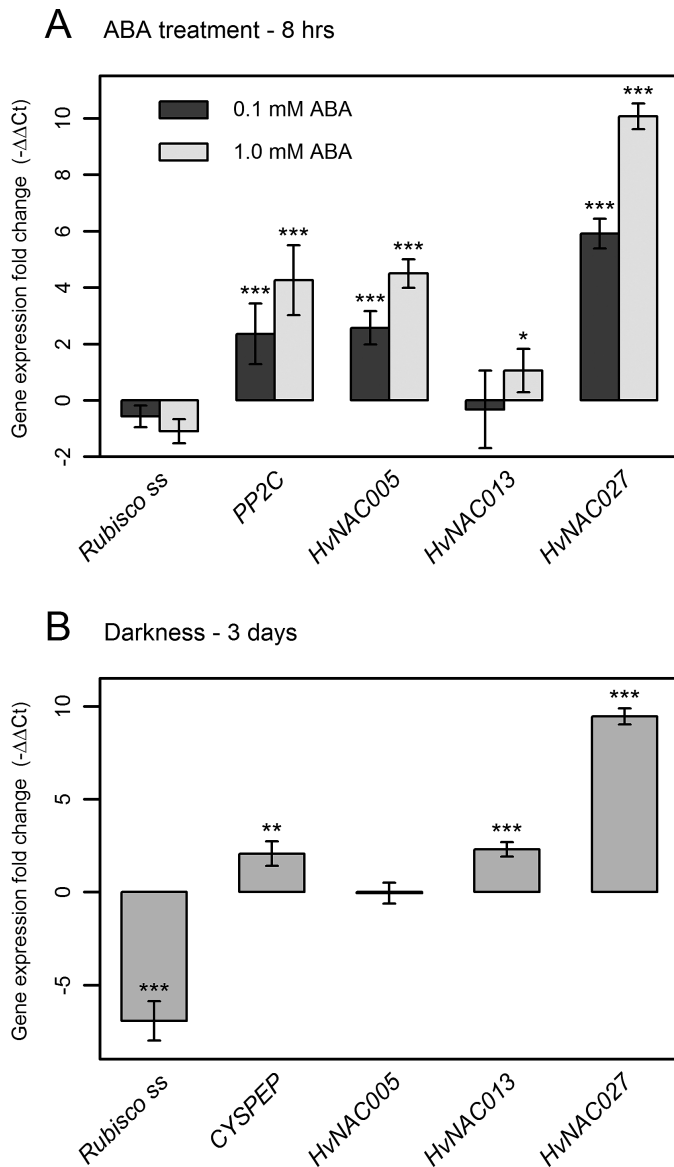 A ABA treatment - 8 hrs
Gene expression fold change (-ΔΔCt)
0.1 mM ABA
1.0 mM ABA
10
8
6
4
2
0
-2
***
***
***
***
*
***
***
Rubisco ss
PP2C
HvNAC005
HvNAC013
HvNAC027
B Darkness - 3 days
Gene expression fold change (-ΔΔCt)
10
5
0
-5
***
**
***
***
Rubisco ss
CYSPEP
HvNAC005
HvNAC013
HvNAC027